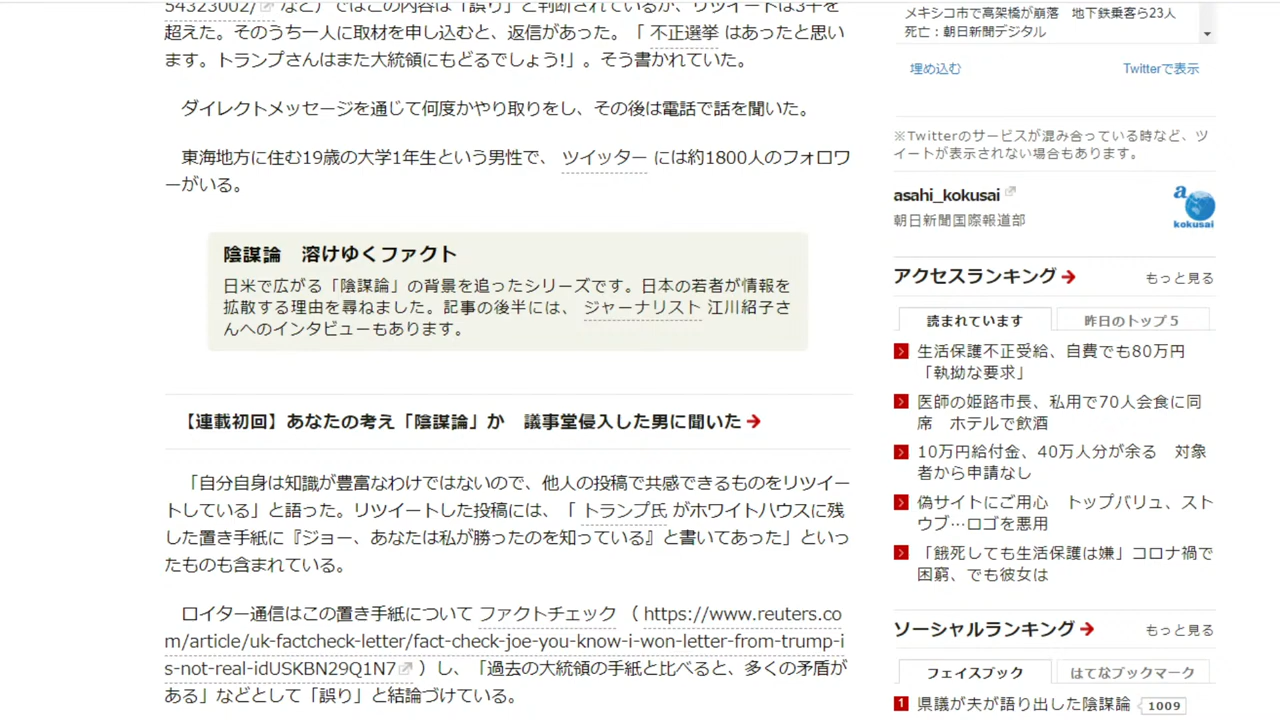 54323002/ など）ではこの内容は「誤り」と判断されているが、リツイートは3千を
超えた。そのうち一人に取材を申し込むと、返信があった。「 不正選挙 はあったと思い
ます。トランプさんはまた大統領にもどるでしょう!」。そう書かれていた。
ダイレクトメッセージを通じて何度かやり取りをし、その後は電話で話を聞いた。
東海地方に住む19歳の大学1年生という男性で、 ツイッター には約1800人のフォロワ
ーがいる。
陰謀論　溶けゆくファクト
日米で広がる「陰謀論」の背景を追ったシリーズです。日本の若者が情報を
拡散する理由を尋ねました。記事の後半には、 ジャーナリスト 江川紹子さ
んへのインタビューもあります。
【連載初回】あなたの考え「陰謀論」か　議事堂侵入した男に聞いた
「自分自身は知識が豊富なわけではないので、他人の投稿で共感できるものをリツイー
トしている」と語った。リツイートした投稿には、「 トランプ氏 がホワイトハウスに残
した置き手紙に『ジョー、あなたは私が勝ったのを知っている』と書いてあった」といっ
たものも含まれている。
ロイター通信はこの置き手紙について ファクトチェック （ https://www.reuters.co
m/article/uk-factcheck-letter/fact-check-joe-you-know-i-won-letter-from-trump-i
s-not-real-idUSKBN29Q1N7 ）し、「過去の大統領の手紙と比べると、多くの矛盾が
ある」などとして「誤り」と結論づけている。
メキシコ市で高架橋が崩落　地下鉄乗客ら23人
死亡：朝日新聞デジタル
埋め込む Twitterで表示
※Twitterのサービスが混み合っている時など、ツ
イートが表示されない場合もあります。
asahi_kokusai
朝日新聞国際報道部
a
kokusai
アクセスランキング もっと見る
読まれています 昨日のトップ５
生活保護不正受給、自費でも80万円
「執拗な要求」
医師の姫路市長、私用で70人会食に同
席　ホテルで飲酒
10万円給付金、40万人分が余る　対象
者から申請なし
偽サイトにご用心　トップバリュ、スト
ウブ…ロゴを悪用
「餓死しても生活保護は嫌」コロナ禍で
困窮、でも彼女は
ソーシャルランキング もっと見る
フェイスブック はてなブックマーク
1 県議が夫が語り出した陰謀論 1009